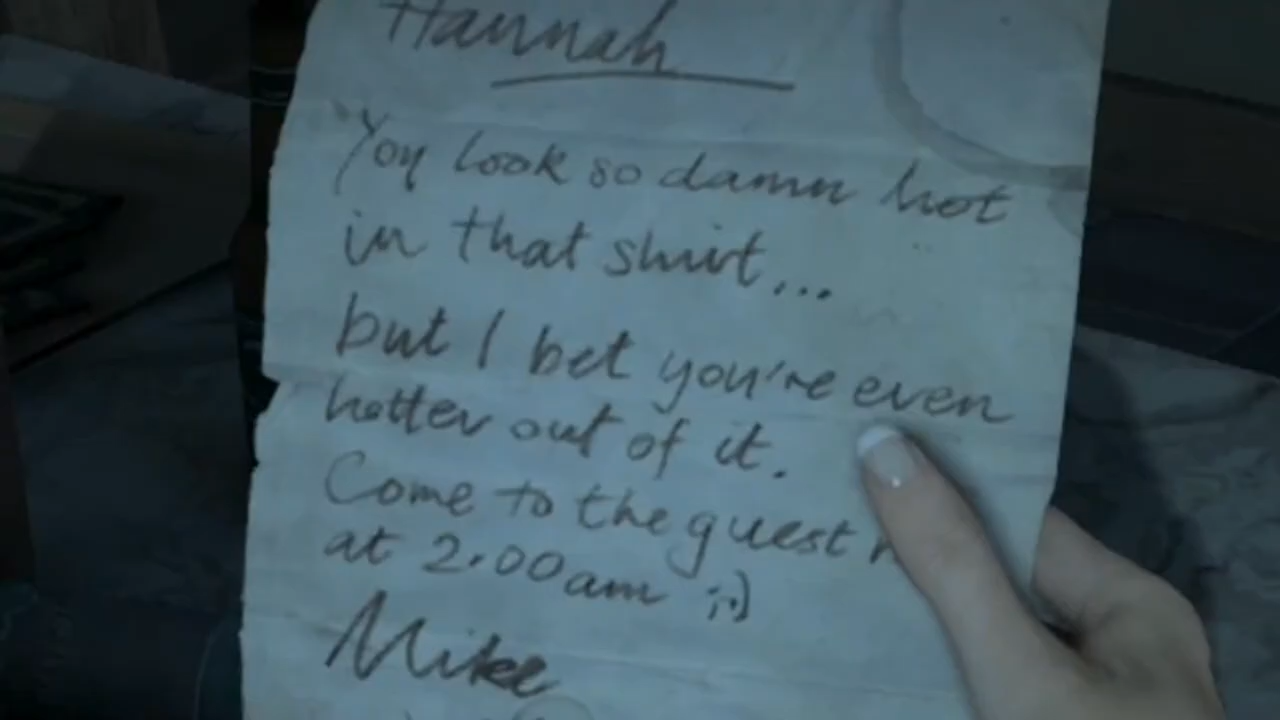 Hannah
You look so damn hot
in that shirt...
but I bet you're even
hotter out of it.
Come to the guest
at 2.00am ;-)
Mike